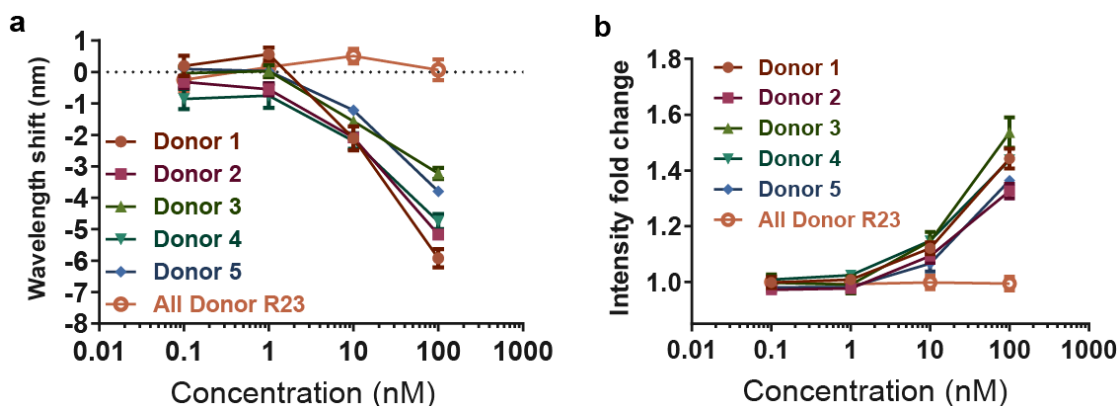 a
Wavelength shift (nm)
1
0
-1
-2
-3
-4
-5
-6
-7
-8
Donor 1
Donor 2
Donor 3
Donor 4
Donor 5
All Donor R23
0.01 0.1 1 10 100 1000
Concentration (nM)
b
Intensity fold change
1.8
1.6
1.4
1.2
1.0
Donor 1
Donor 2
Donor 3
Donor 4
Donor 5
All Donor R23
0.01 0.1 1 10 100 1000
Concentration (nM)